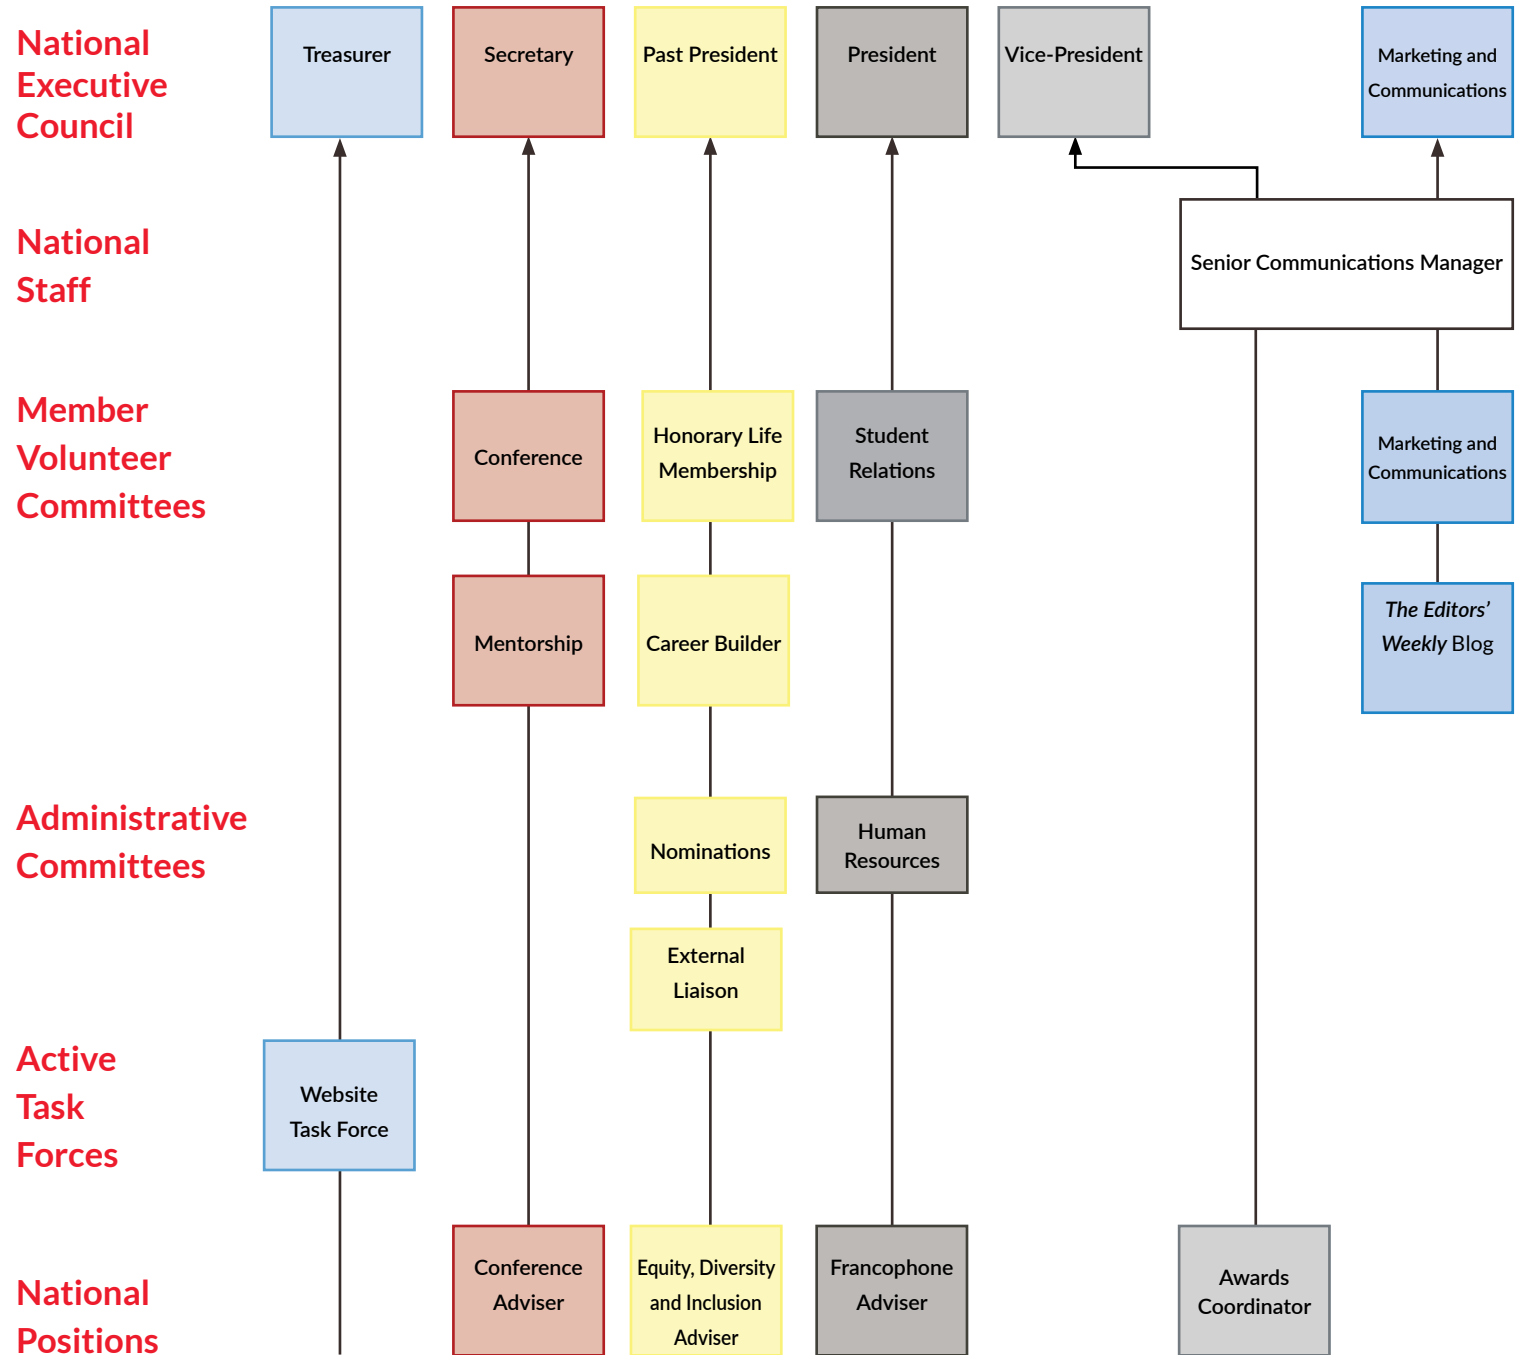 National
Executive
Council
Treasurer
Secretary
Past President
President
Vice-President
Marketing and
Communications
National
Staff
Senior Communications Manager
Member
Volunteer
Committees
Conference
Honorary Life
Membership
Student
Relations
Marketing and
Communications
Mentorship
Career Builder
The Editors’
Weekly Blog
Administrative
Committees
Nominations
Human
Resources
External
Liaison
Active
Task
Forces
Website
Task Force
National
Positions
Conference
Adviser
Equity, Diversity
and Inclusion
Adviser
Francophone
Adviser
Awards
Coordinator